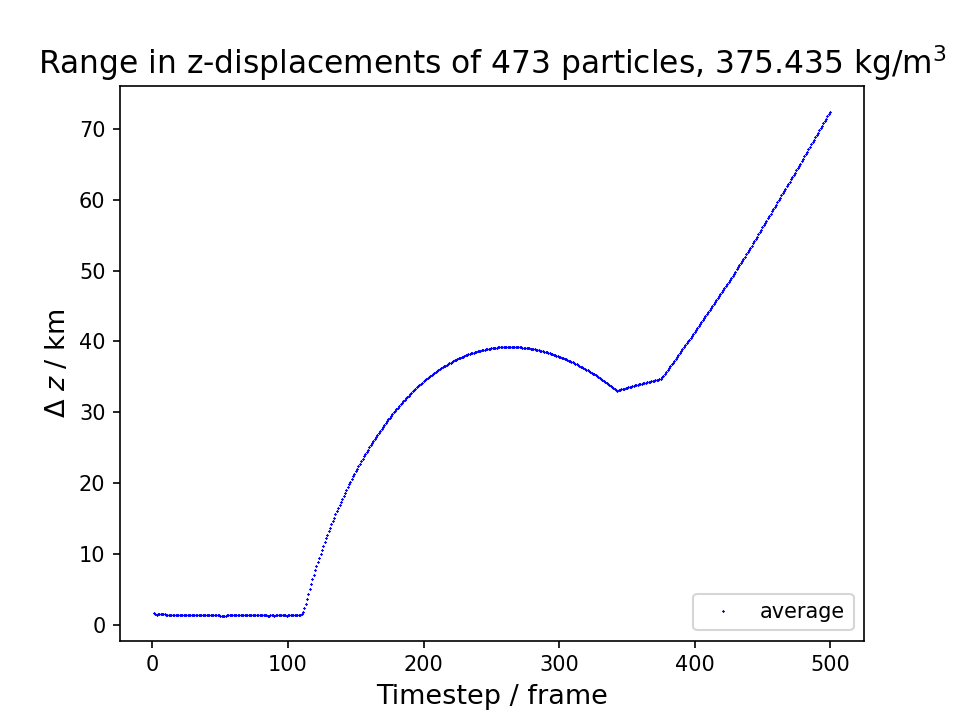 Range in z-displacements of 473 particles, 375.435 kg/m³
70
60
50
40
30
20
10
0
Δ z / km
average
0 100 200 300 400 500
Timestep / frame